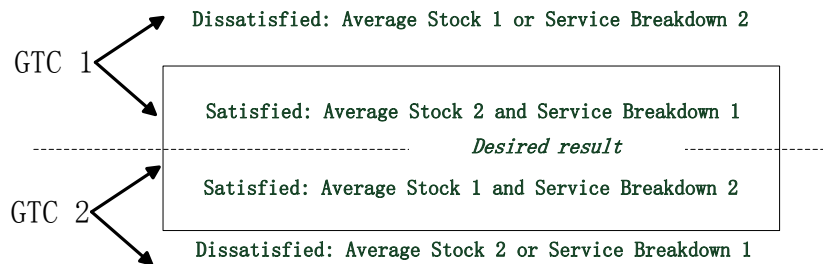 Dissatisfied: Average Stock 1 or Service Breakdown 2
GTC 1
Satisfied: Average Stock 2 and Service Breakdown 1
Desired result
Satisfied: Average Stock 1 and Service Breakdown 2
GTC 2
Dissatisfied: Average Stock 2 or Service Breakdown 1